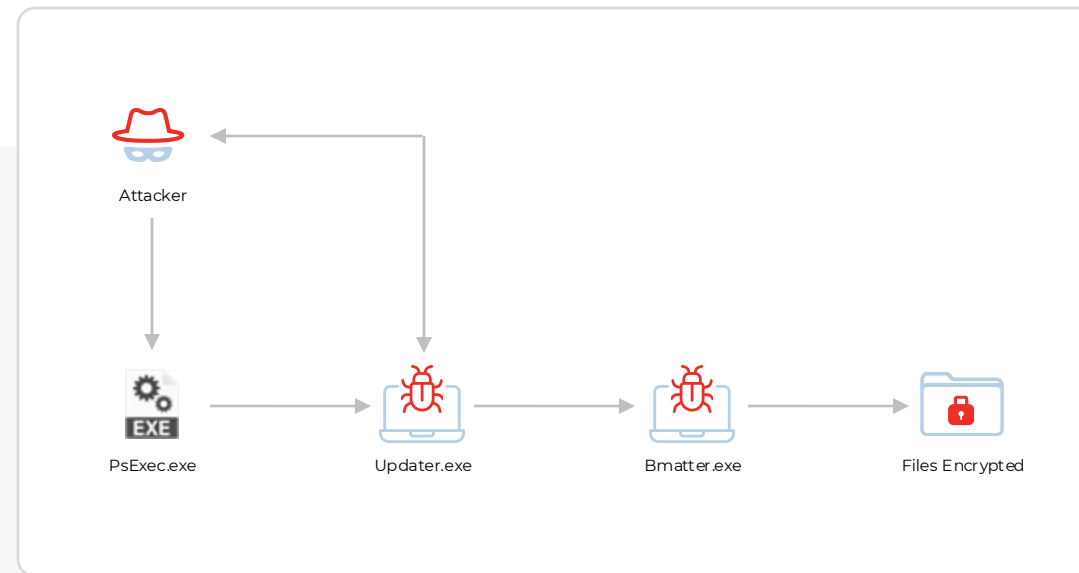 Attacker
EXE
PsExec.exe
Updater.exe
Bmatter.exe
Files Encrypted